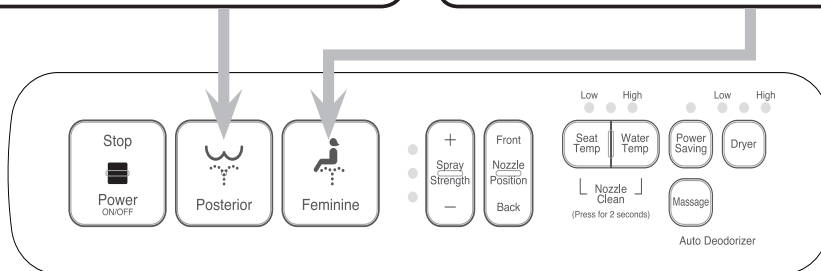 Stop
Power
ON/OFF
Posterior
Feminine
+
Spray
Strength
−
Front
Nozzle
Position
Back
Low High
Seat
Temp
Water
Temp
Nozzle
Clean
(Press for 2 seconds)
Low High
Power
Saving
Dryer
Massage
Auto Deodorizer